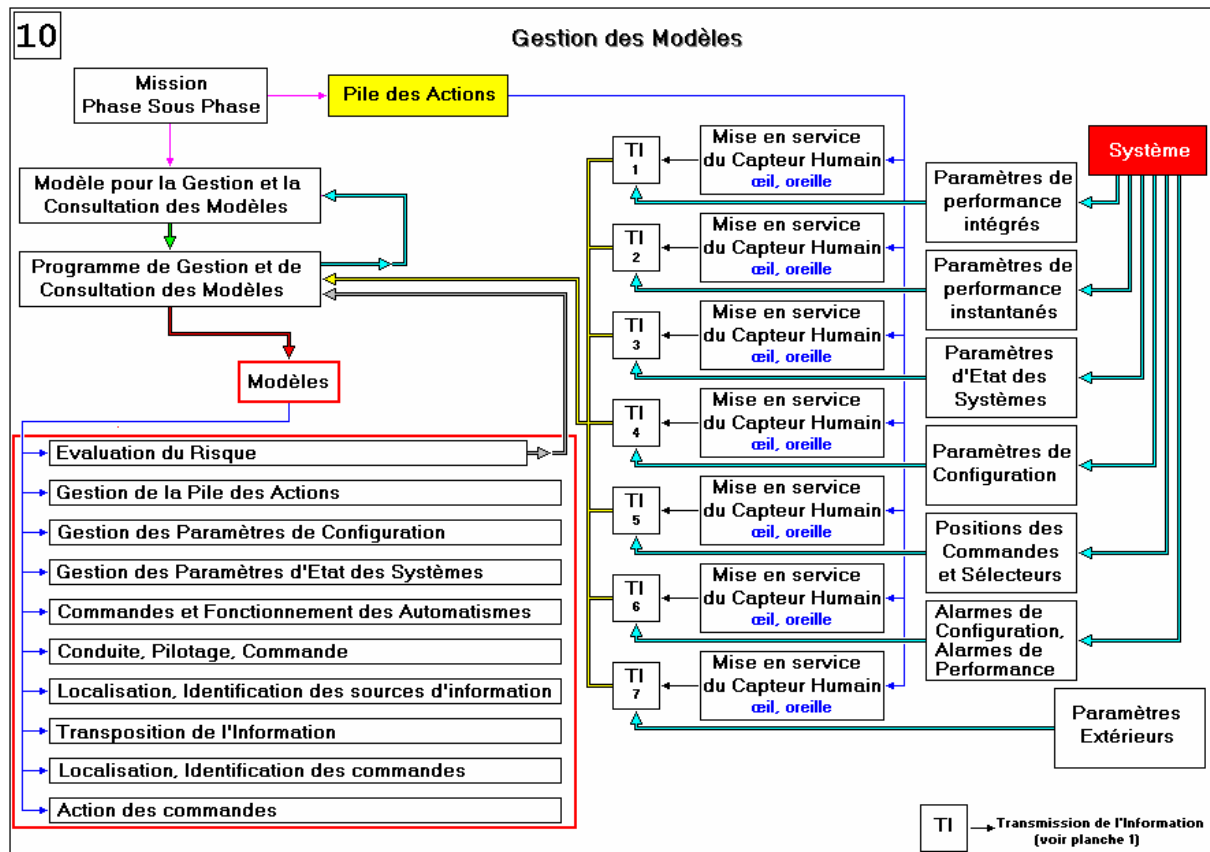 10
Gestion des Modèles
Mission
Phase Sous Phase
Pile des Actions
Modèle pour la Gestion et la
Consultation des Modèles
Programme de Gestion et de
Consultation des Modèles
Modèles
Evaluation du Risque
Gestion de la Pile des Actions
Gestion des Paramètres de Configuration
Gestion des Paramètres d'Etat des Systèmes
Commandes et Fonctionnement des Automatismes
Conduite, Pilotage, Commande
Localisation, Identification des sources d'information
Transposition de l'Information
Localisation, Identification des commandes
Action des commandes
TI
1
Mise en service
du Capteur Humain
œil, oreille
TI
2
Mise en service
du Capteur Humain
œil, oreille
TI
3
Mise en service
du Capteur Humain
œil, oreille
TI
4
Mise en service
du Capteur Humain
œil, oreille
TI
5
Mise en service
du Capteur Humain
œil, oreille
TI
6
Mise en service
du Capteur Humain
œil, oreille
TI
7
Mise en service
du Capteur Humain
œil, oreille
Système
Paramètres de
performance
intégrés
Paramètres de
performance
instantanés
Paramètres
d'Etat des
Systèmes
Paramètres de
Configuration
Positions des
Commandes
et Sélecteurs
Alarmes de
Configuration,
Alarmes de
Performance
Paramètres
Extérieurs
TI
Transmission de l'Information
(voir planche 1)